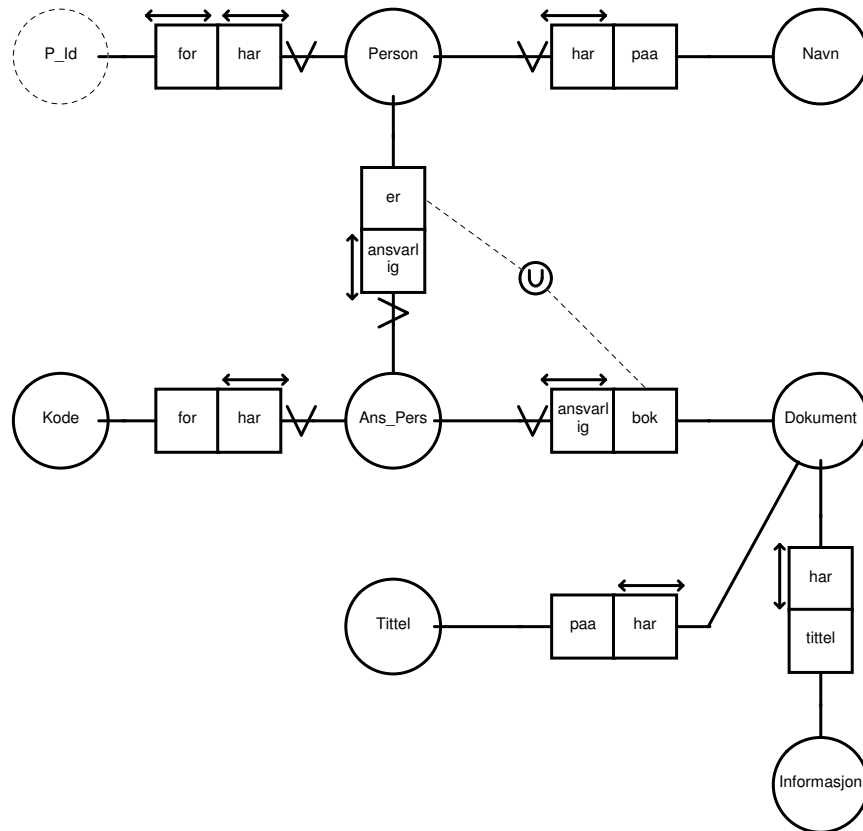 P_Id
for
har
Person
har
paa
Navn
er
ansvarl
ig
U
Kode
for
har
Ans_Pers
ansvarl
ig
bok
Dokument
har
Tittel
paa
har
tittel
Informasjon